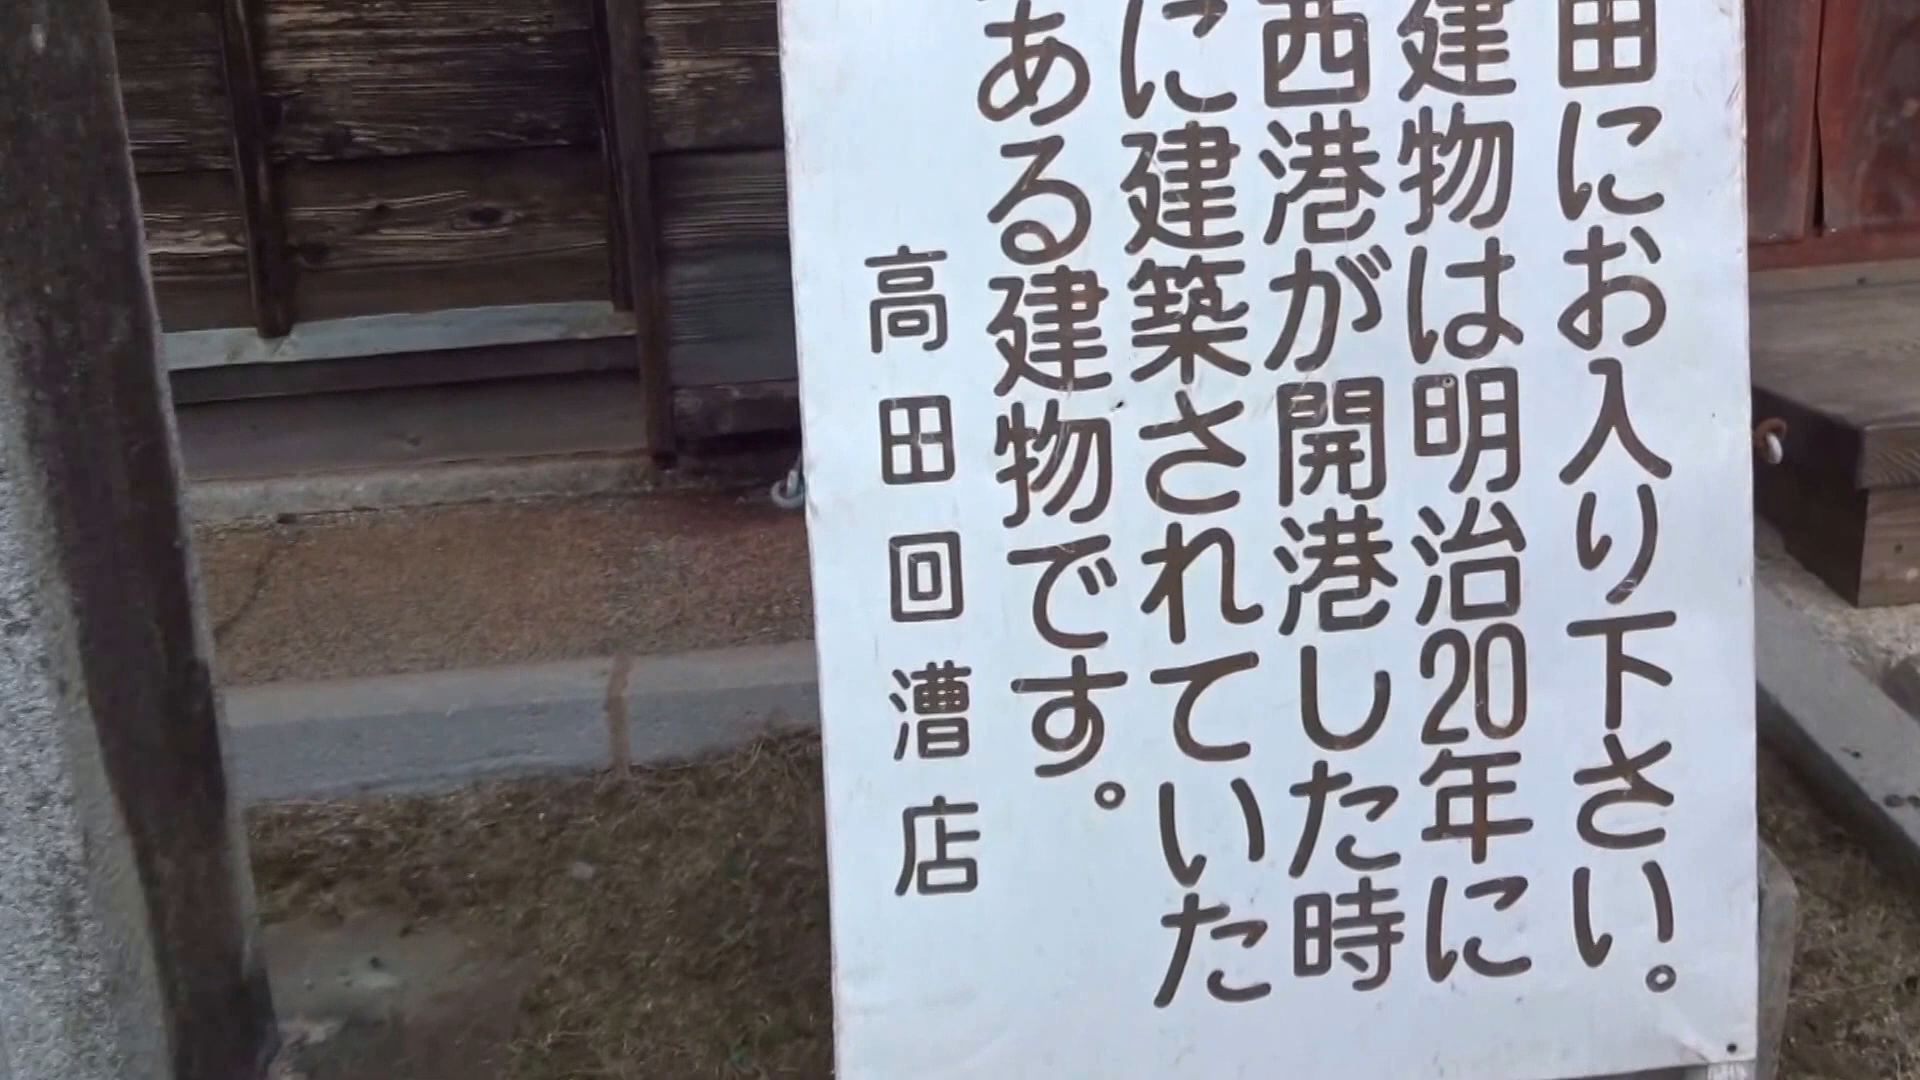 田にお入り下さい。
建物は明治20年に
西港が開港した時
に建築されていた
ある建物です。
高田回漕店